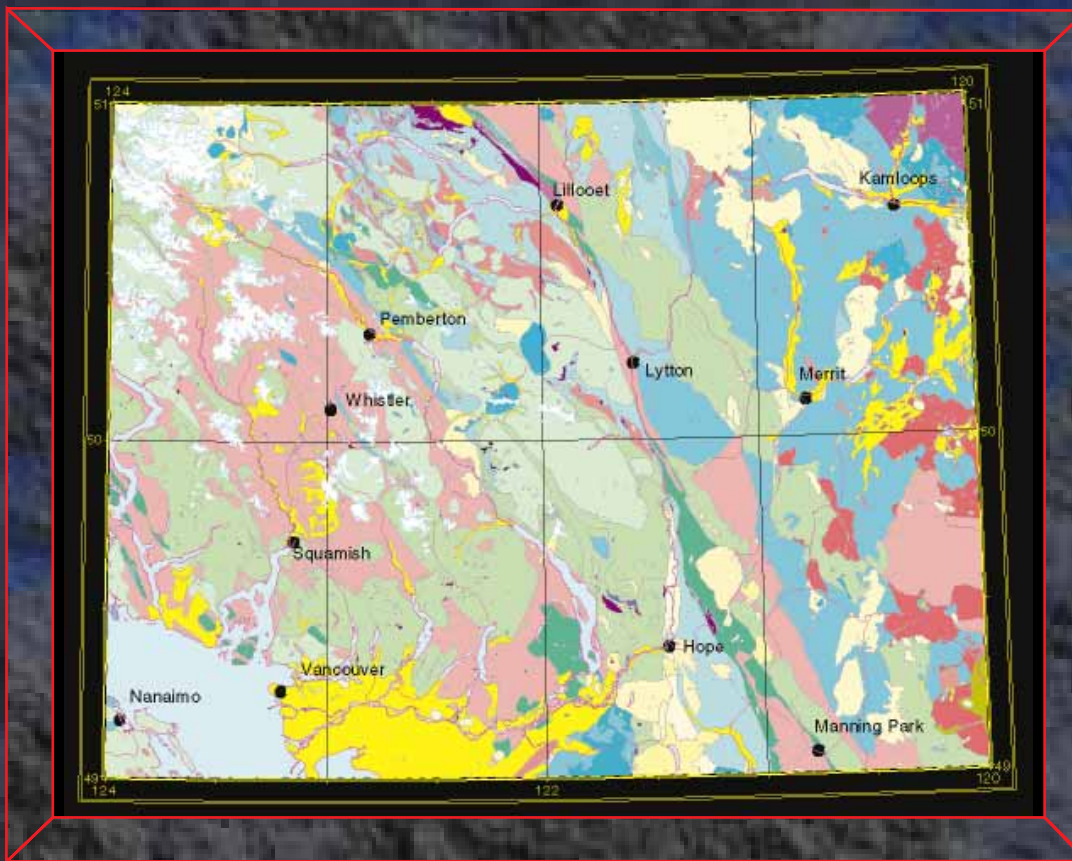 124
120
51
51
Kamloops
Lillooet
Pemberton
Lytton
Merrit
Whistler
50
50
Squamish
Hope
Vancouver
Nanaimo
Manning Park
49
49
124
122
120